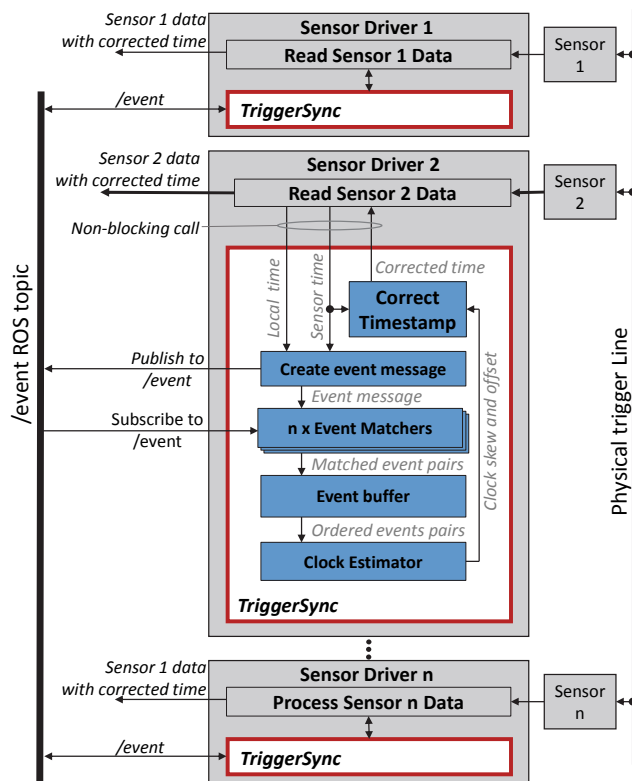 Sensor Driver 1
Sensor 1 data
with corrected time
Read Sensor 1 Data
Sensor
1
/event
TriggerSync
Sensor Driver 2
Sensor 2 data
with corrected time
Read Sensor 2 Data
Sensor
2
Non-blocking call
Local time
Sensor time
Corrected time
Correct
Timestamp
Publish to
/event
Create event message
Event message
Subscribe to
/event
n x Event Matchers
Matched event pairs
Event buffer
Ordered events pairs
Clock Estimator
Clock skew and offset
TriggerSync
/event ROS topic
Physical trigger Line
Sensor Driver n
Sensor 1 data
with corrected time
Process Sensor n Data
Sensor
n
/event
TriggerSync